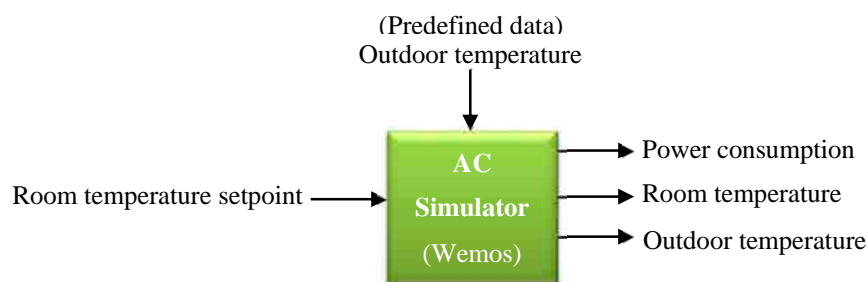 (Predefined data)
Outdoor temperature
Room temperature setpoint
AC
Simulator
(Wemos)
Power consumption
Room temperature
Outdoor temperature